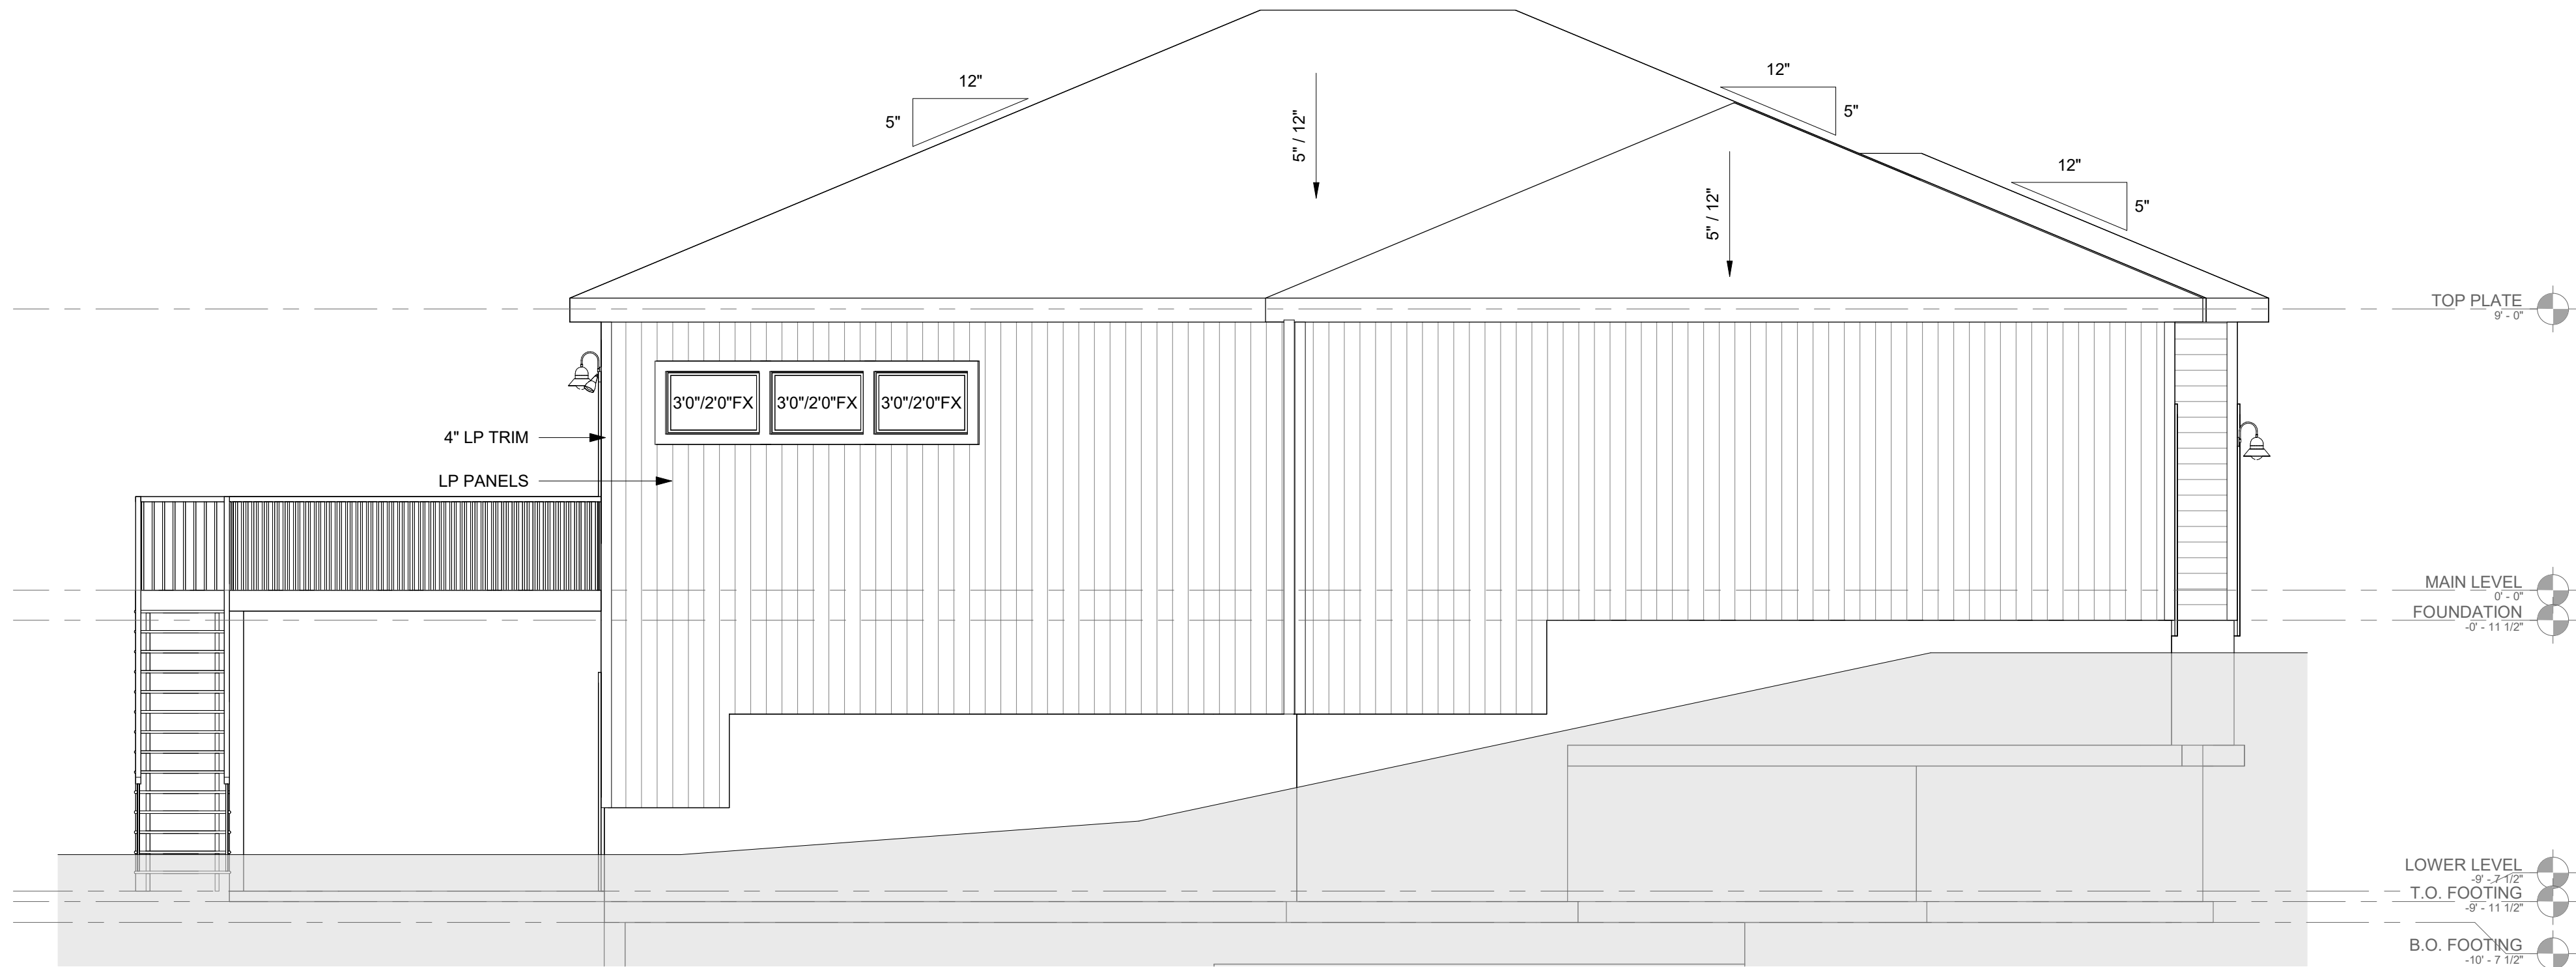 12"
5"
12"
5"
12"
5"
5" / 12"
5" / 12"
TOP PLATE
9' - 0"
3'0"/2'0"FX
3'0"/2'0"FX
3'0"/2'0"FX
4" LP TRIM
LP PANELS
MAIN LEVEL
0' - 0"
FOUNDATION
-0' - 11 1/2"
LOWER LEVEL
-9' - 7 1/2"
T.O. FOOTING
-9' - 11 1/2"
B.O. FOOTING
-10' - 7 1/2"